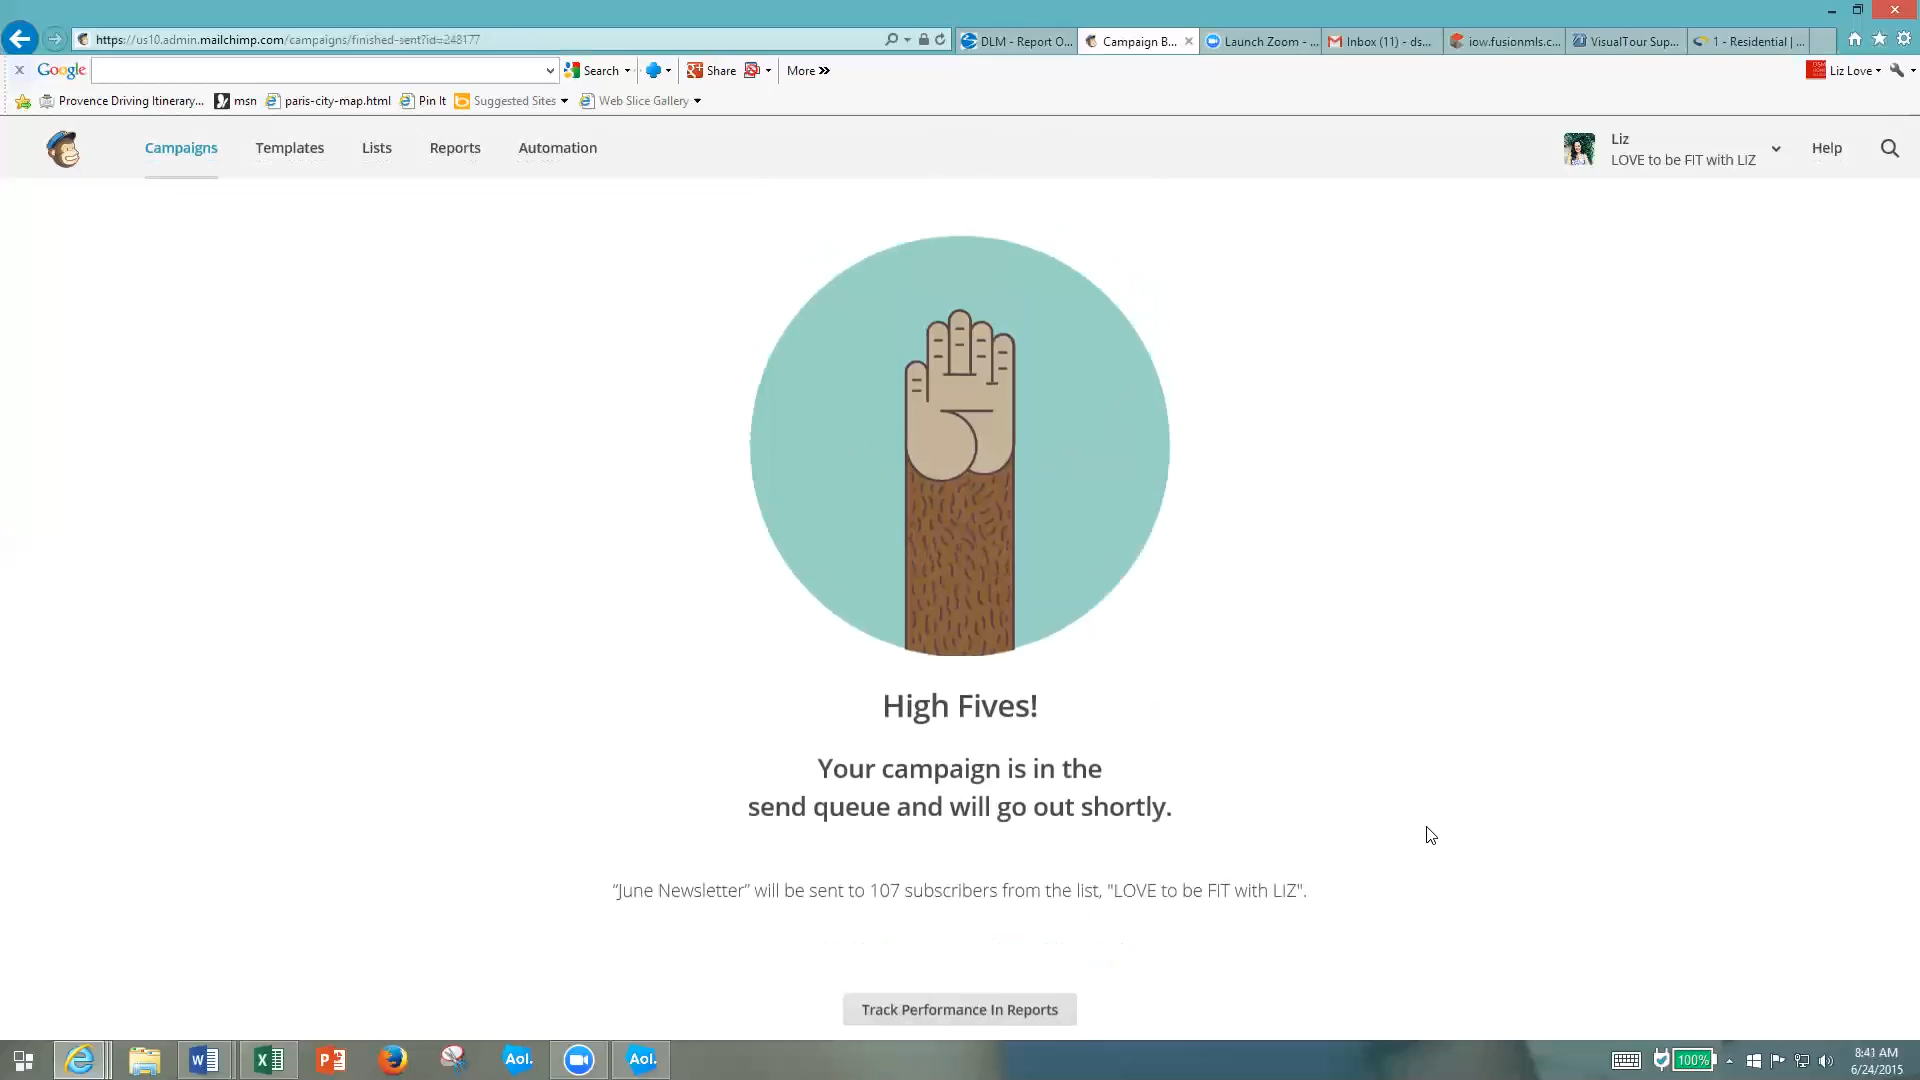 https://us10.admin.mailchimp.com/campaigns/finished-sent?id=248177
DLM - Report O...
Campaign B...
Launch Zoom - ...
Inbox (11) - ds...
iow.fusionmls.c...
VisualTour Sup...
1 - Residential | ...
Google
Search
Share
More »
Liz Love
Provence Driving Itinerary...
msn
paris-city-map.html
Pin It
Suggested Sites
Web Slice Gallery
Campaigns
Templates
Lists
Reports
Automation
Liz
LOVE to be FIT with LIZ
Help
High Fives!
Your campaign is in the
send queue and will go out shortly.
“June Newsletter” will be sent to 107 subscribers from the list, "LOVE to be FIT with LIZ".
Track Performance In Reports
Aol.
Aol.
100%
8:41 AM
6/24/2015